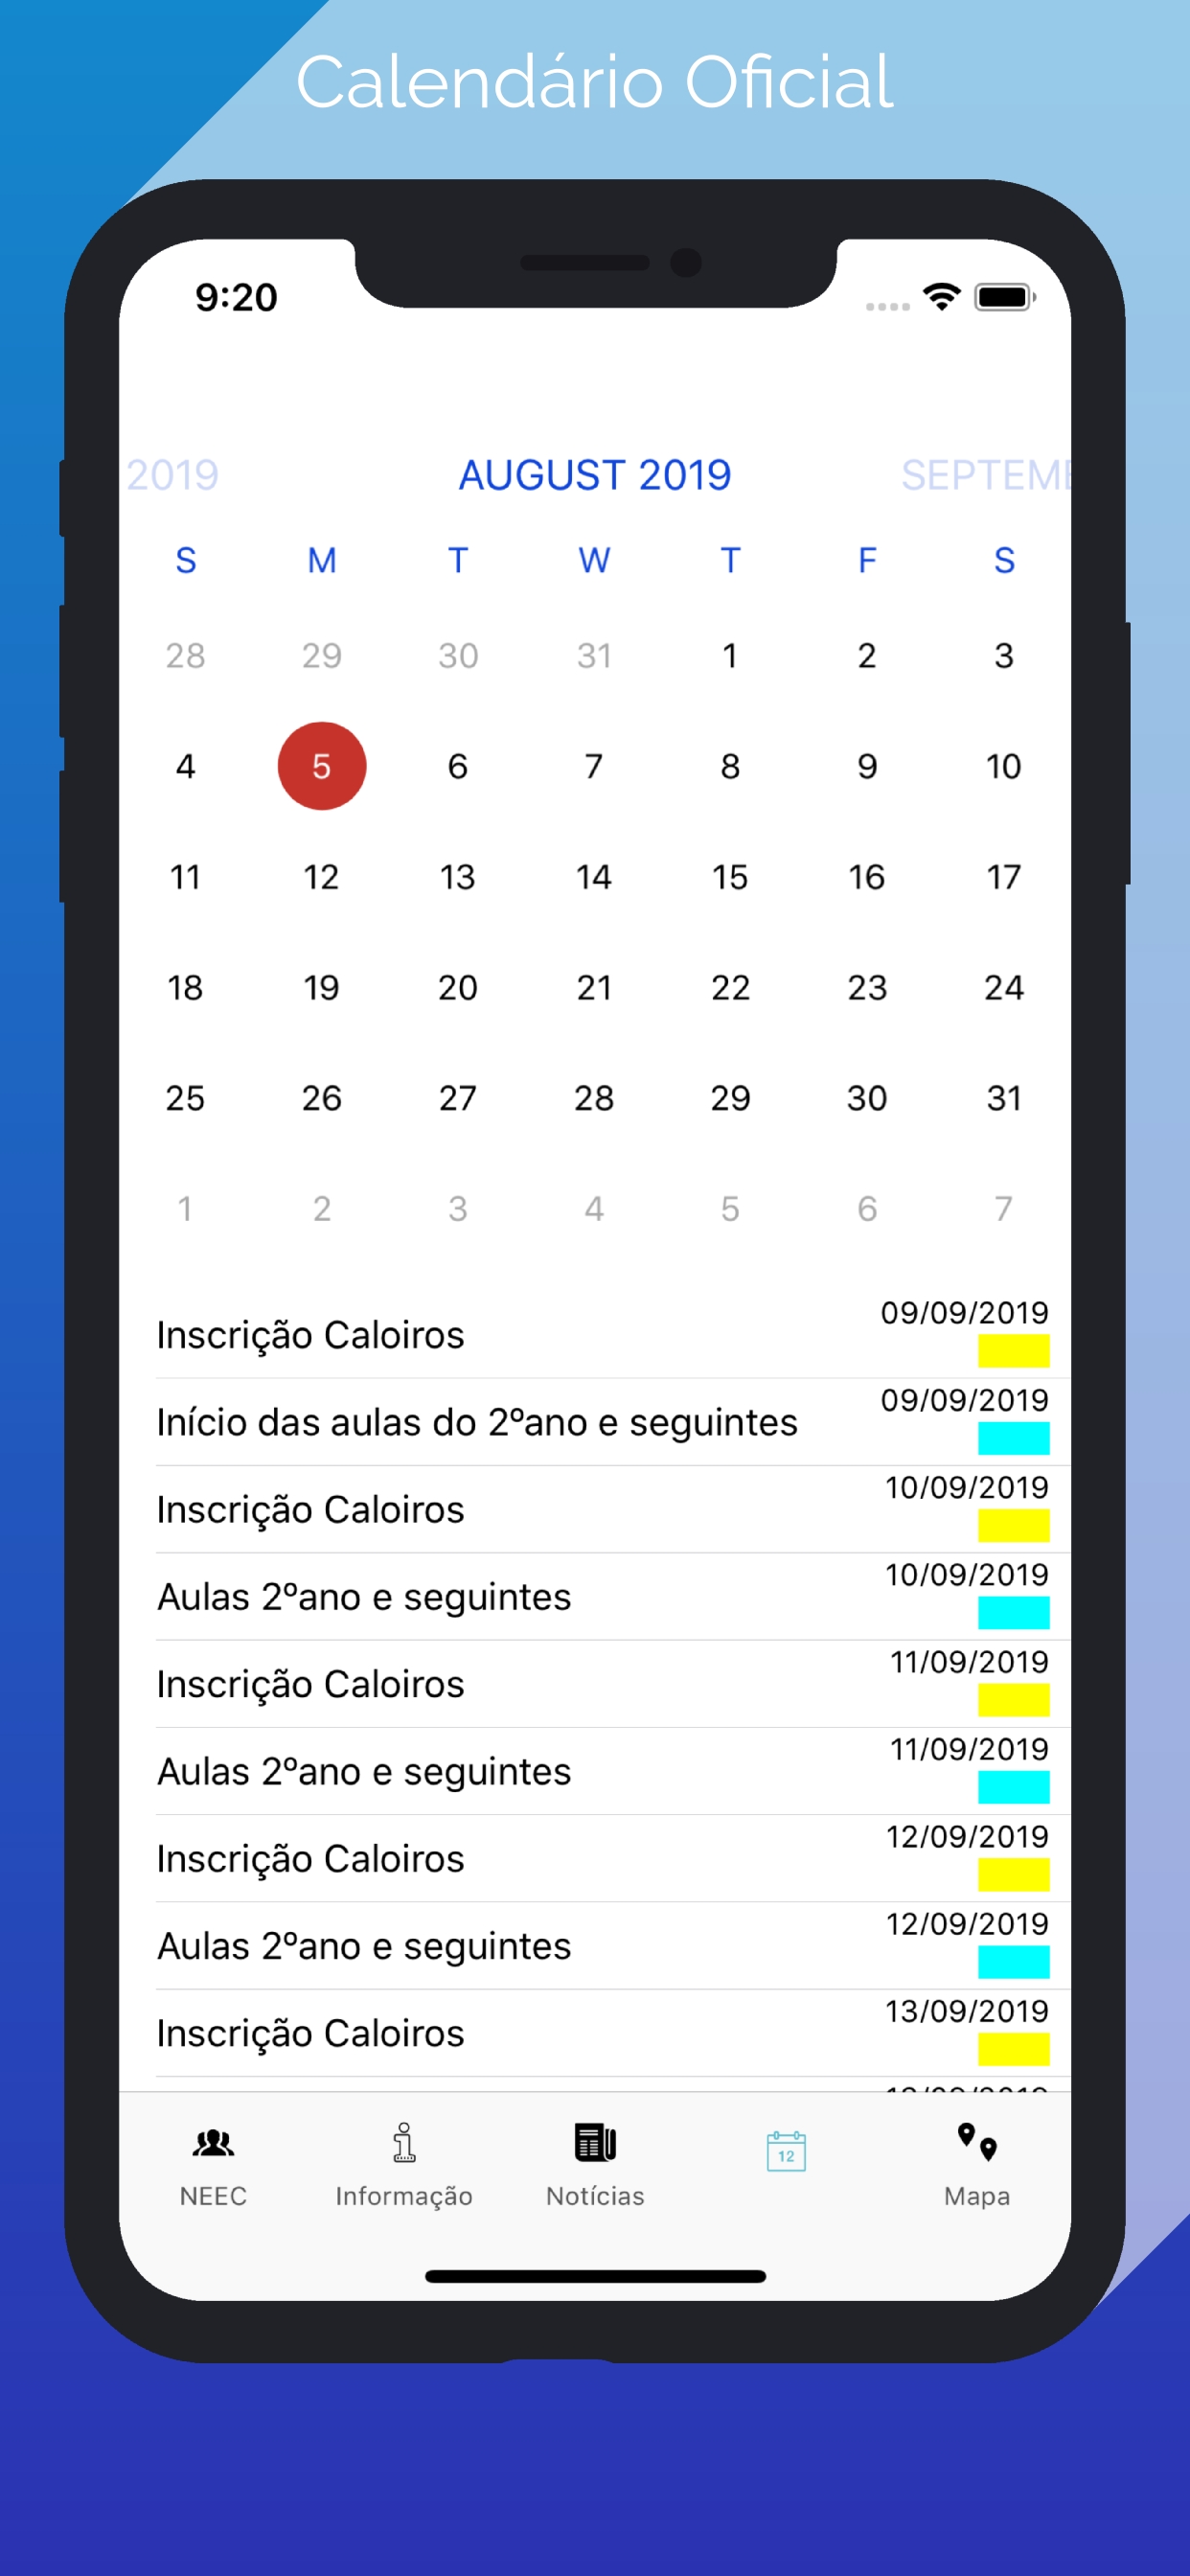 Calendário Oficial
9:20
2019 AUGUST 2019 SEPTEME
S M T W T F S
28 29 30 31 1 2 3
4 5 6 7 8 9 10
11 12 13 14 15 16 17
18 19 20 21 22 23 24
25 26 27 28 29 30 31
1 2 3 4 5 6 7
Inscrição Caloiros 09/09/2019
Início das aulas do 2ºano e seguintes 09/09/2019
Inscrição Caloiros 10/09/2019
Aulas 2ºano e seguintes 10/09/2019
Inscrição Caloiros 11/09/2019
Aulas 2ºano e seguintes 11/09/2019
Inscrição Caloiros 12/09/2019
Aulas 2ºano e seguintes 12/09/2019
Inscrição Caloiros 13/09/2019
12
NEEC Informação Notícias Mapa